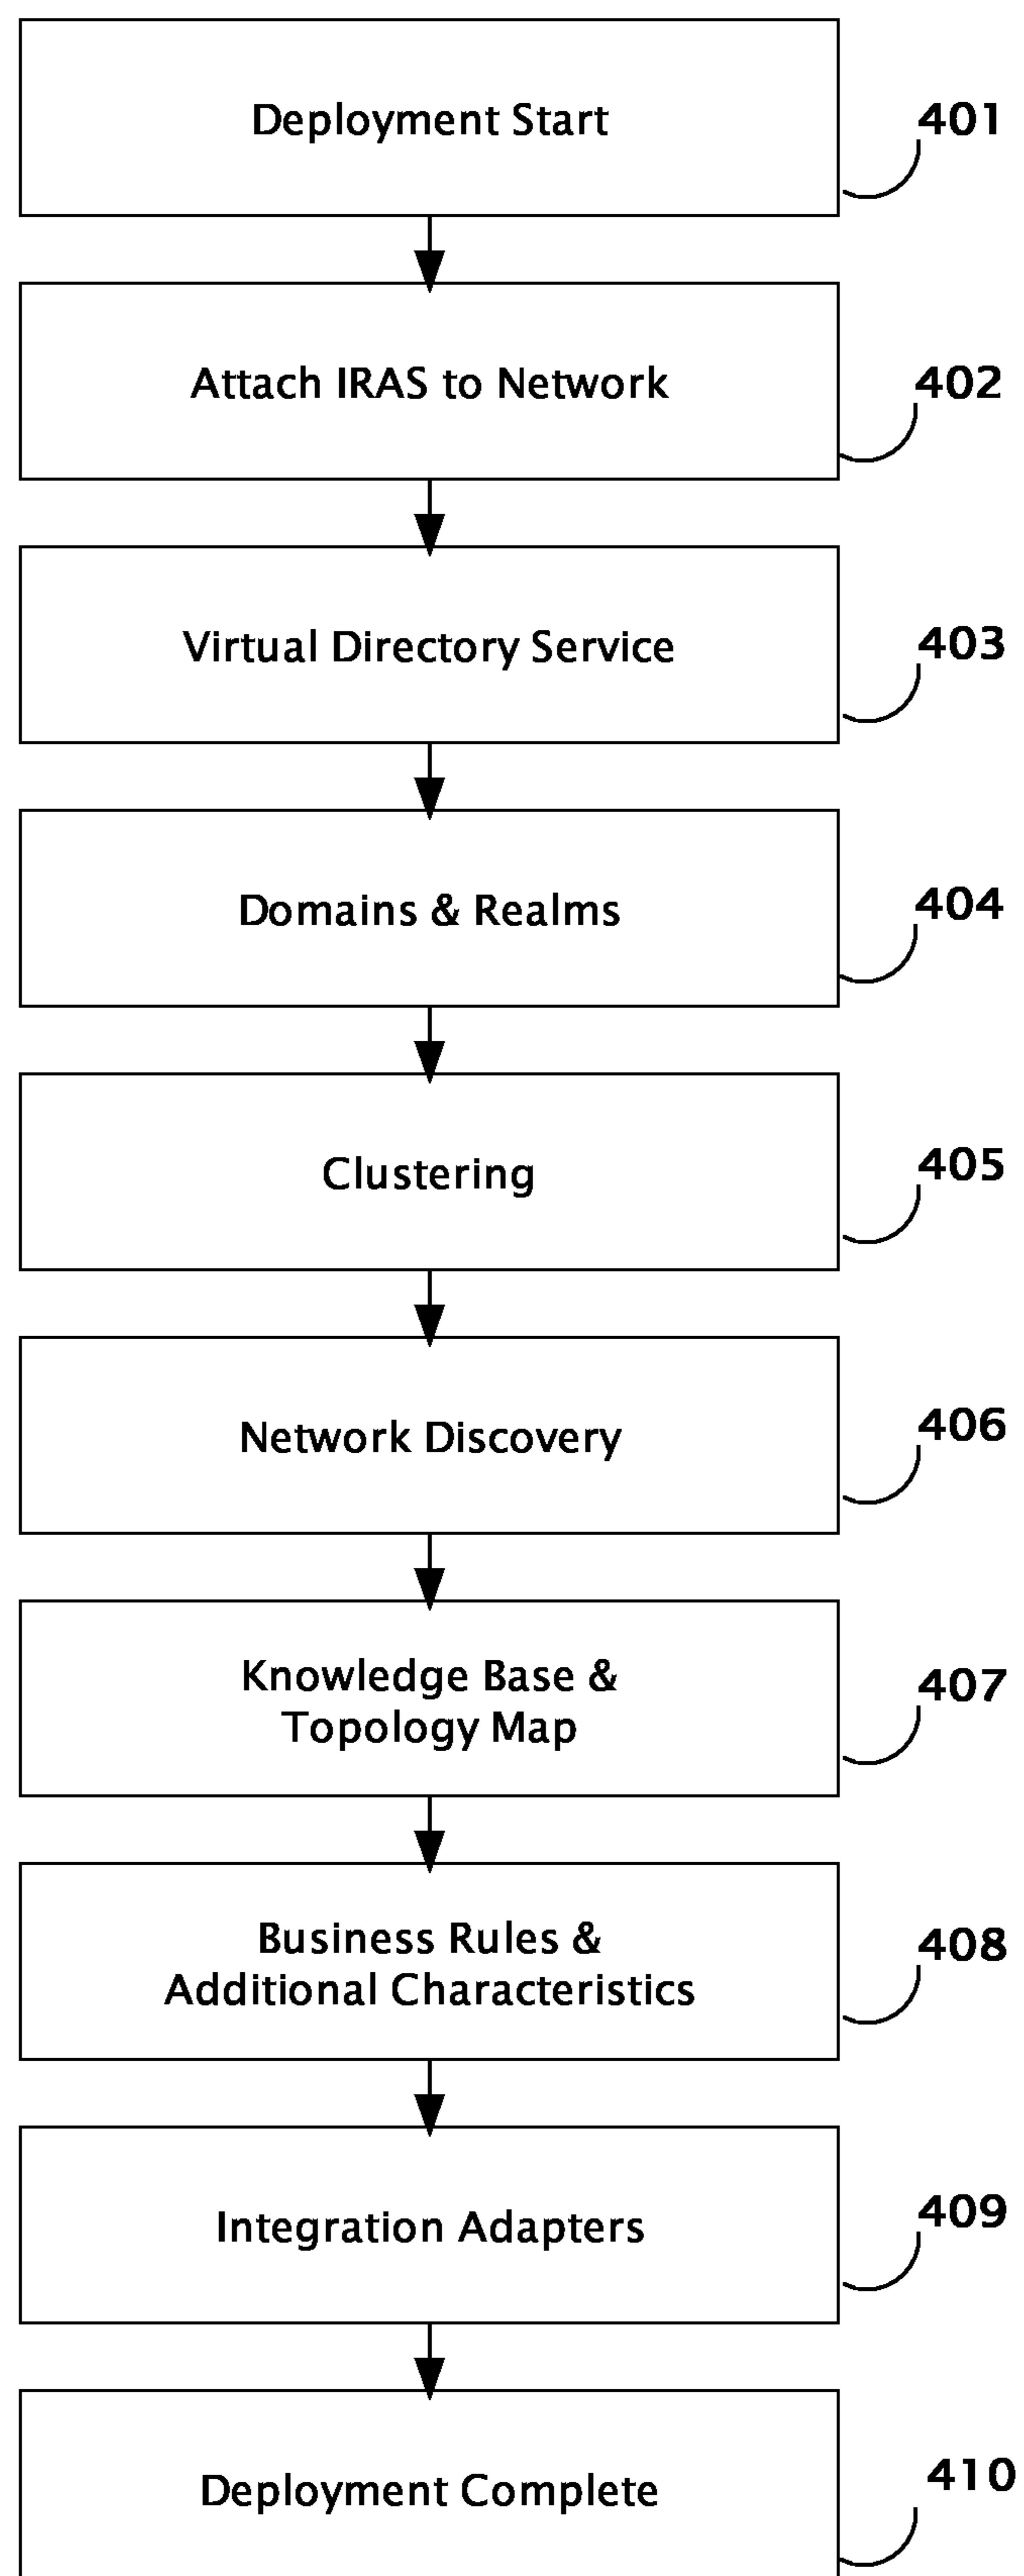 Deployment Start
401
Attach IRAS to Network
402
Virtual Directory Service
403
Domains & Realms
404
Clustering
405
Network Discovery
406
Knowledge Base &
Topology Map
407
Business Rules &
Additional Characteristics
408
Integration Adapters
409
Deployment Complete
410